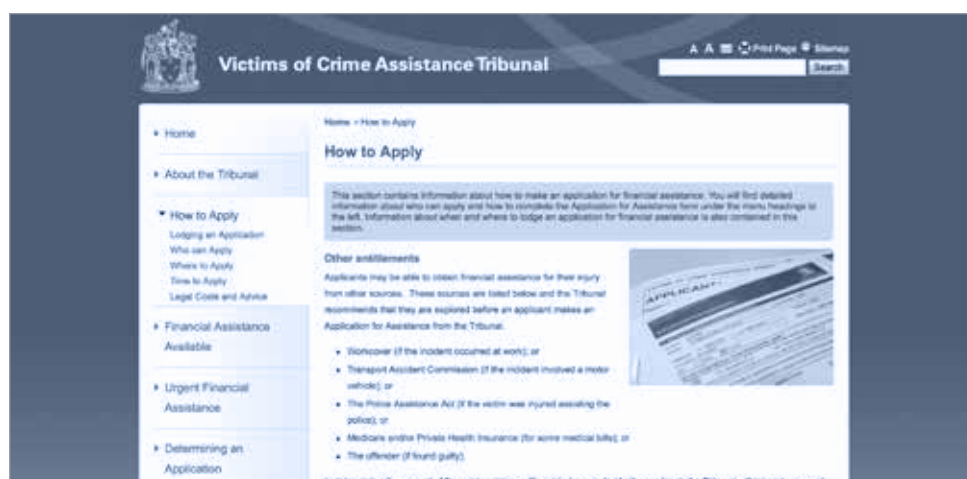 Victims of Crime Assistance Tribunal
A A Print Page Sitemap
Search
Home
About the Tribunal
How to Apply
Lodging an Application
Who can Apply
Where to Apply
Time to Apply
Legal Costs and Advice
Financial Assistance
Available
Urgent Financial
Assistance
Determining an
Application
Home > How to Apply
How to Apply
This section contains information about how to make an application for financial assistance. You will find detailed
information about who can apply and how to complete the Application for Assistance form under the menu headings to
the left. Information about when and where to lodge an application for financial assistance is also contained in this
section.
Other entitlements
Applicants may be able to obtain financial assistance for their injury
from other sources. These sources are listed below and the Tribunal
recommends that they are explored before an applicant makes an
Application for Assistance from the Tribunal.
Workcover (if the incident occurred at work); or
Transport Accident Commission (if the incident involved a motor
vehicle); or
The Police Assistance Act (if the victim was injured assisting the
police); or
Medicare and/or Private Health Insurance (for some medical bills); or
The offender (if found guilty).
APPLICANT